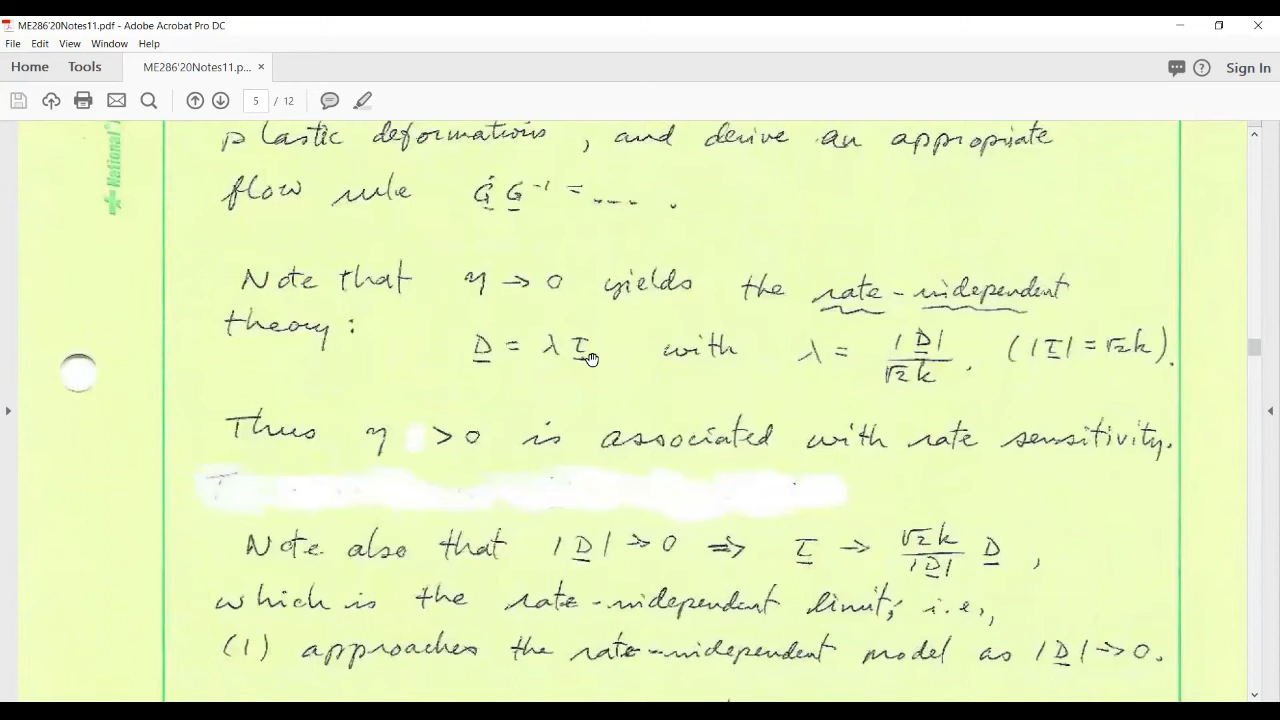 ME286'20Notes11.pdf - Adobe Acrobat Pro DC
File Edit View Window Help
Home Tools ME286'20Notes11.p... × Sign In
5 / 12
National
plastic deformations, and derive an appropriate
flow rule Ġ G⁻¹ = .... .
Note that η → 0 yields the rate-independent
theory:
D = λ τ with λ = |D| / √2 k , (|τ| = √2 k).
Thus η > 0 is associated with rate sensitivity.
Note also that |D| → 0 ⇒ τ → √2 k / |D| D ,
which is the rate-independent limit; i.e.,
(1) approaches the rate-independent model as |D| → 0.